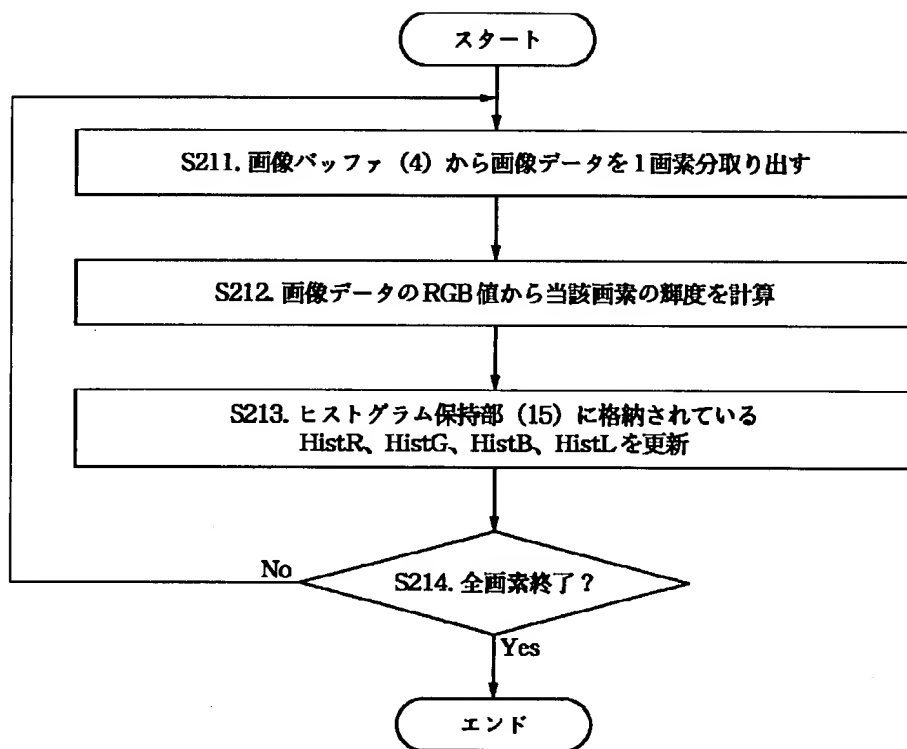 スタート
S211. 画像バッファ（4）から画像データを1画素分取り出す
S212. 画像データのRGB値から当該画素の輝度を計算
S213. ヒストグラム保持部（15）に格納されている
HistR、HistG、HistB、HistLを更新
No
S214. 全画素終了？
Yes
エンド